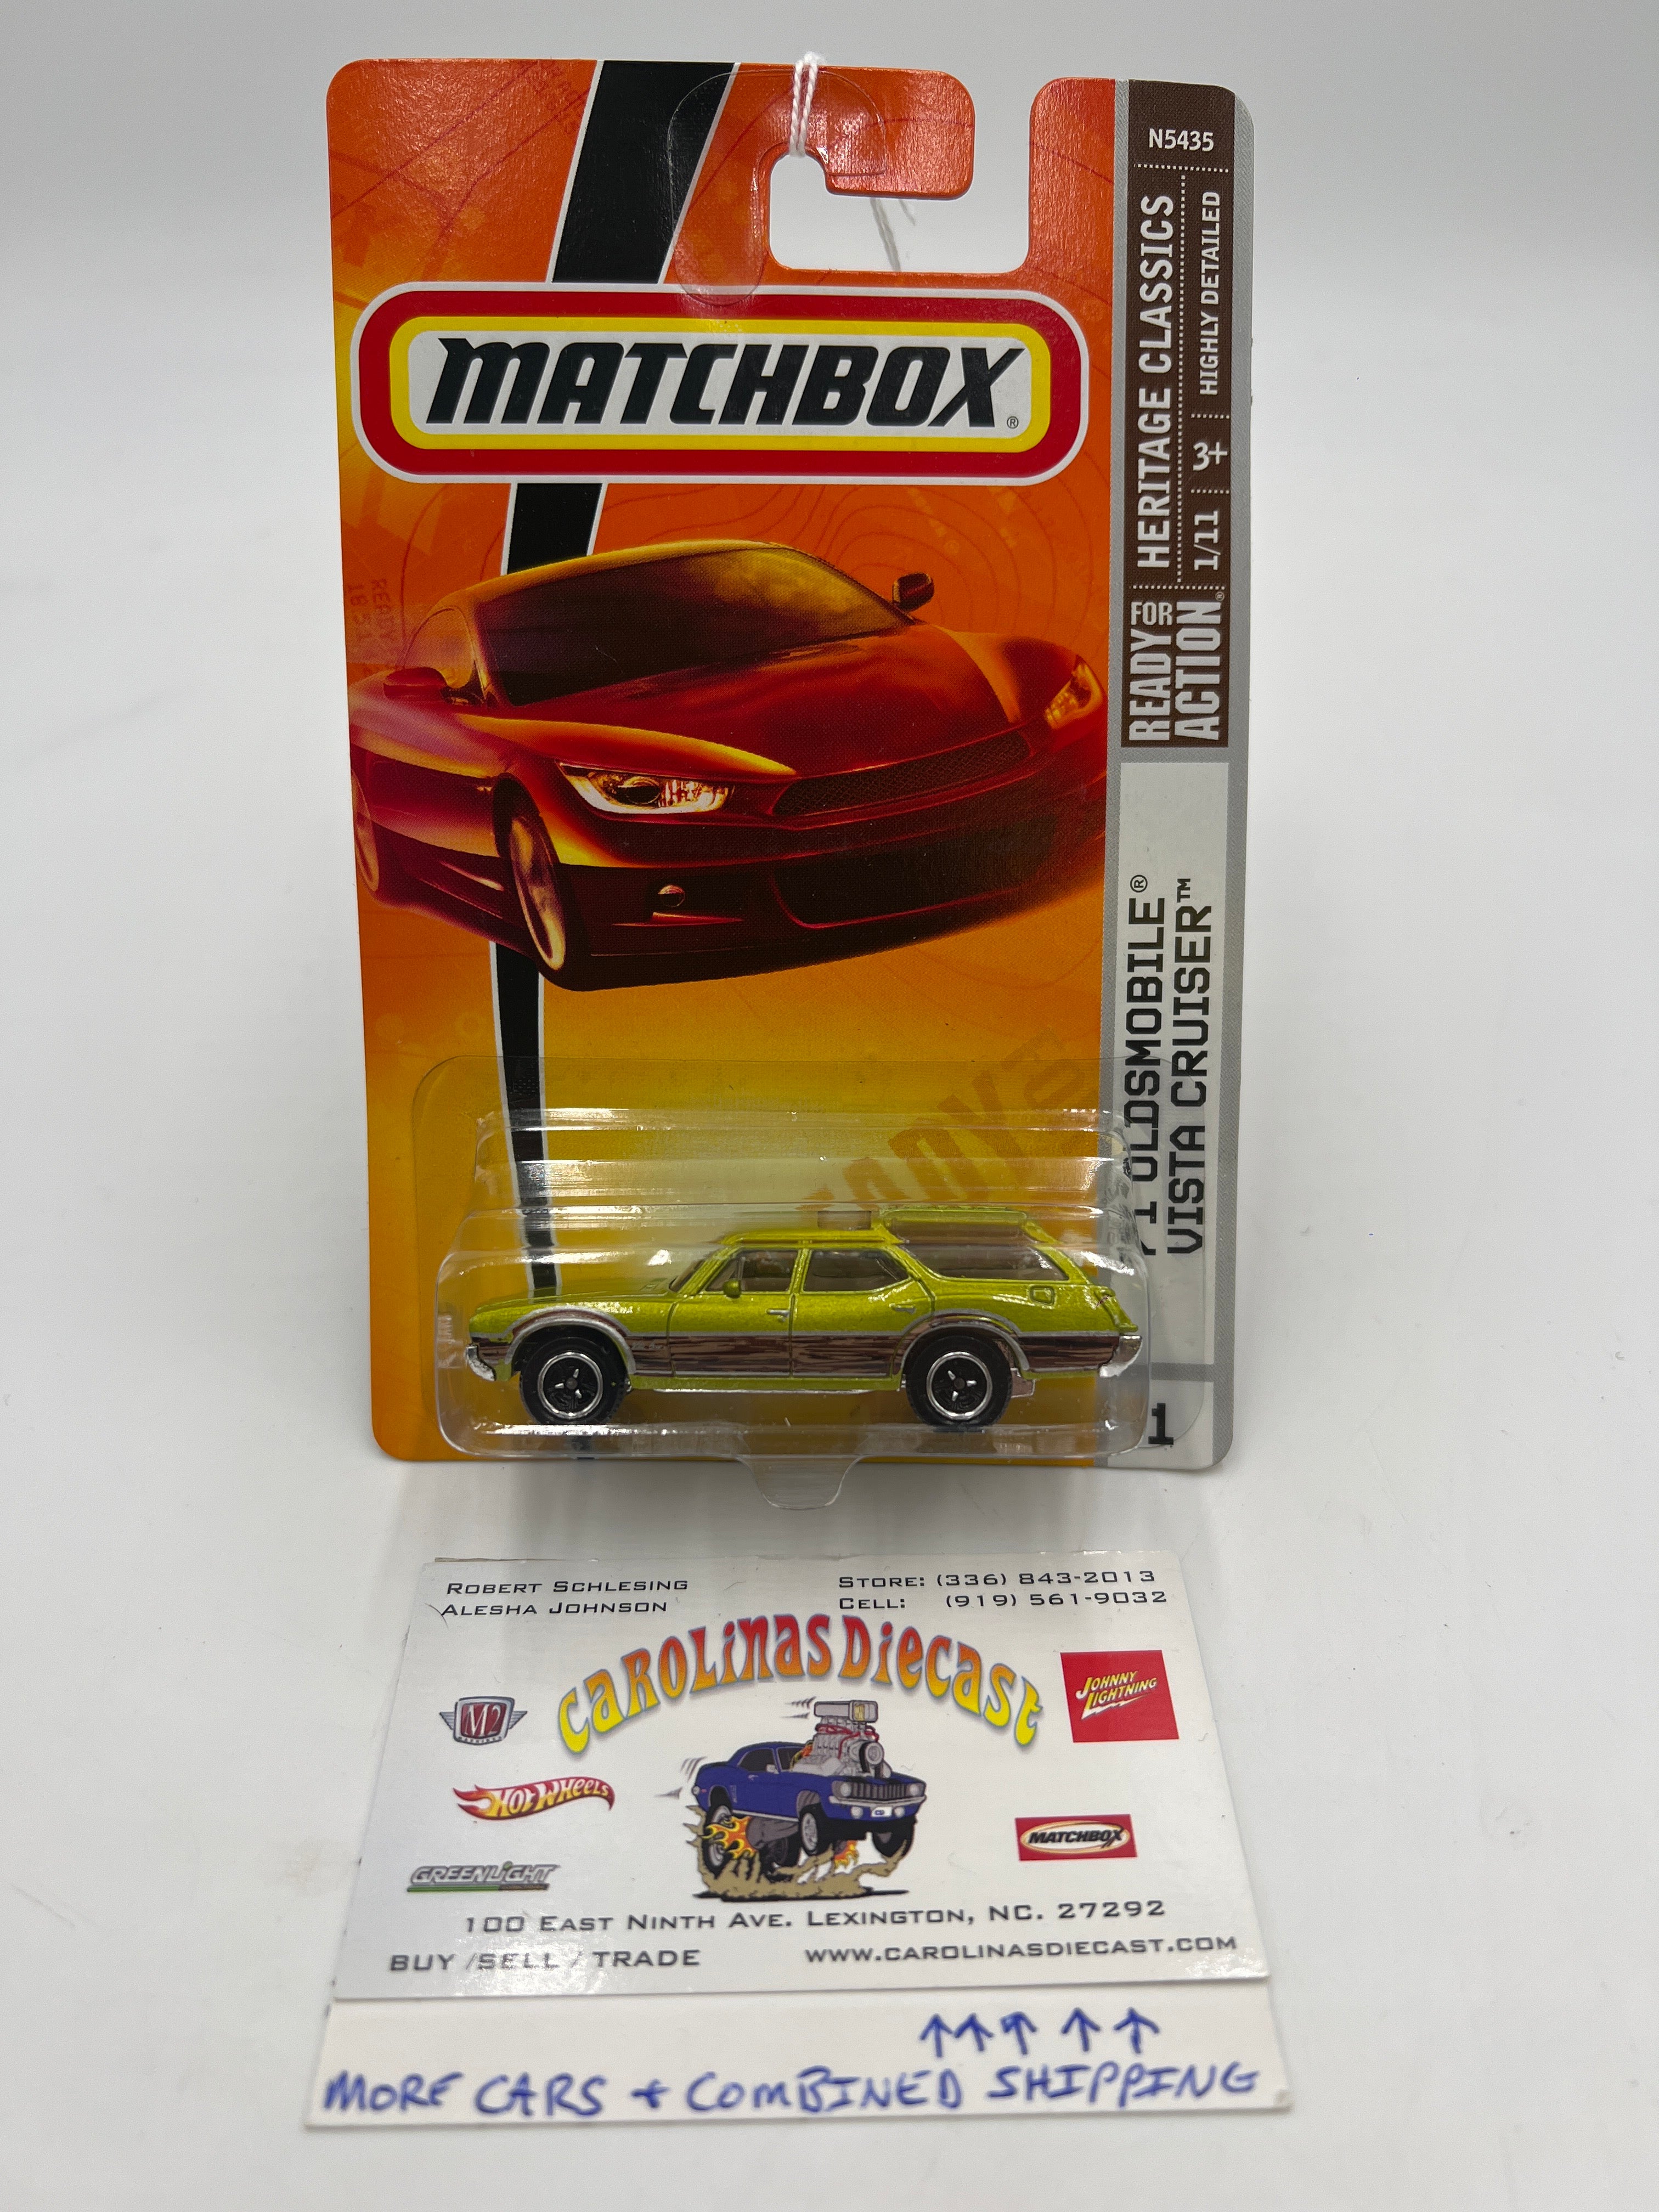 N5435
MATCHBOX®
HERITAGE CLASSICS
HIGHLY DETAILED
1/11 3+
READY FOR ACTION®
71 OLDSMOBILE®
VISTA CRUISER™
1
ROBERT SCHLESING
ALESHA JOHNSON
STORE: (336) 843-2013
CELL: (919) 561-9032
CAROLINAS DIECAST
M2
JOHNNY LIGHTNING
HOT WHEELS
MATCHBOX
GREENLIGHT
100 EAST NINTH AVE. LEXINGTON, NC. 27292
BUY /SELL / TRADE
WWW.CAROLINASDIECAST.COM
MORE CARS + COMBINED SHIPPING